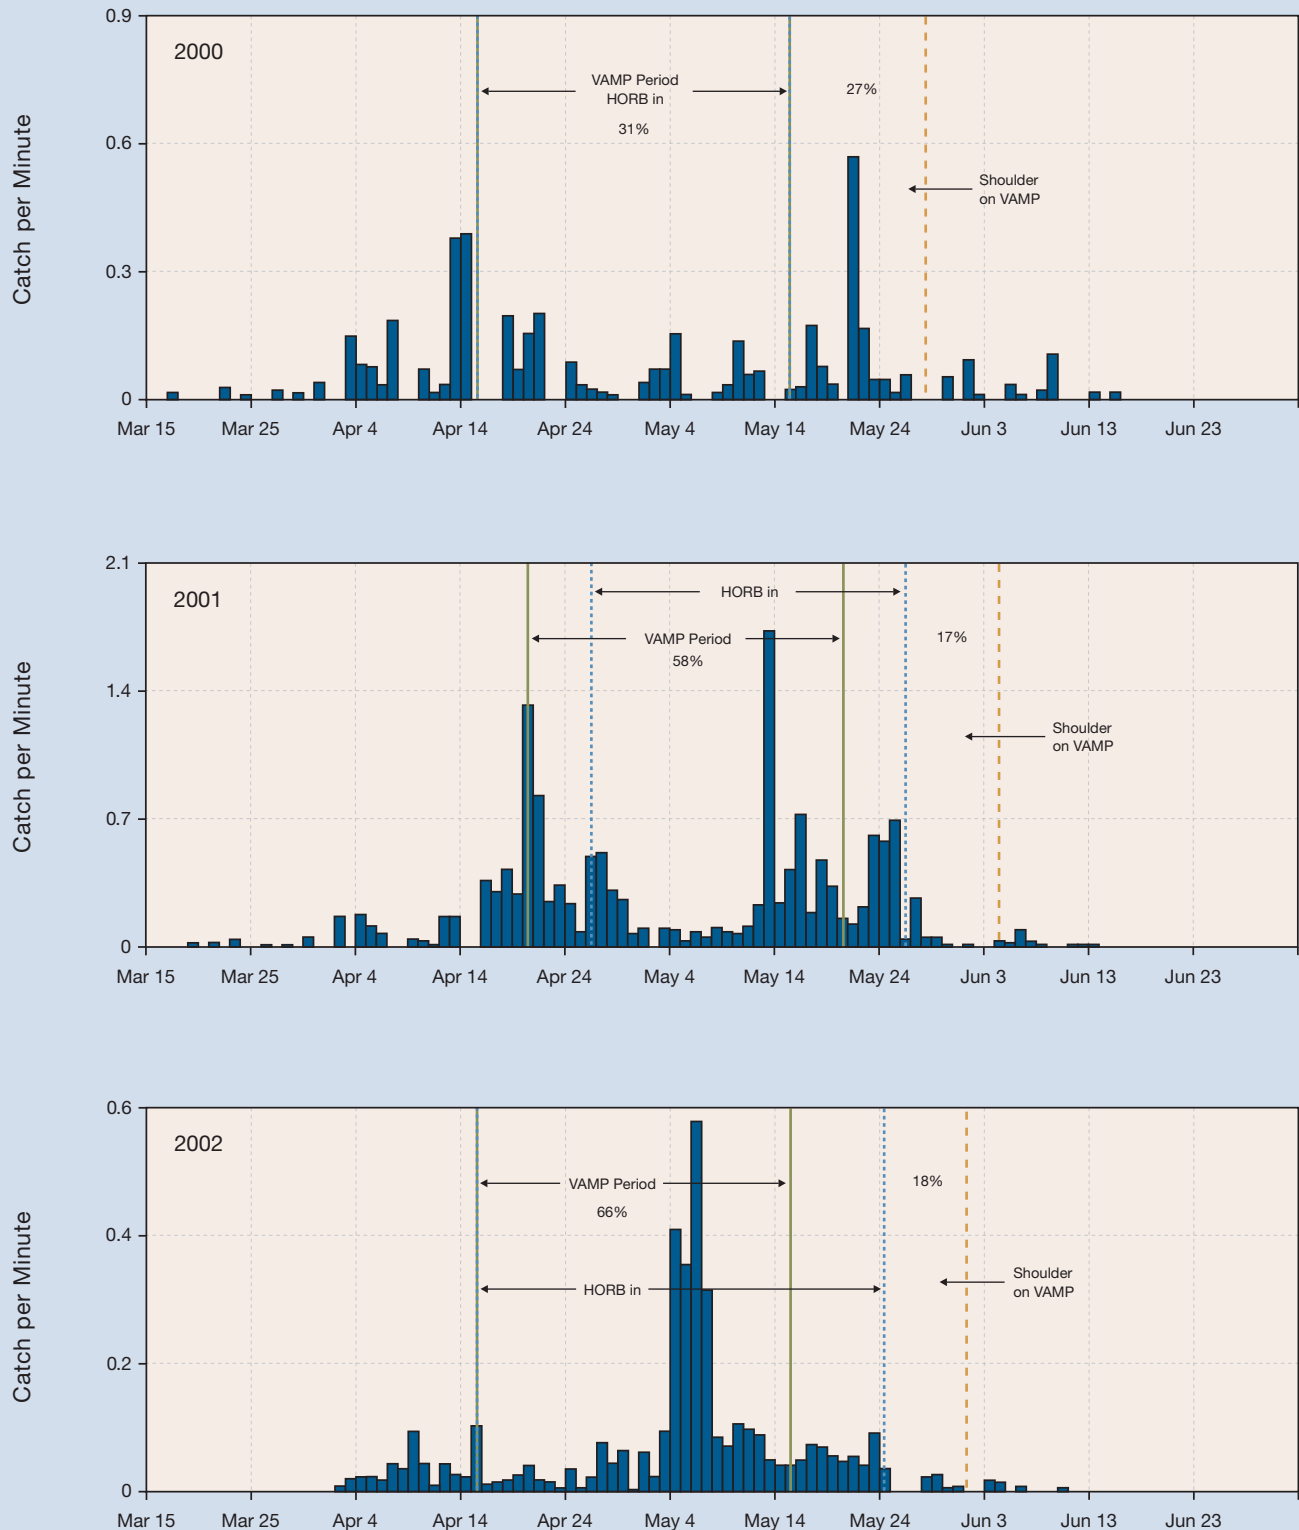 0.9
2000
VAMP Period
HORB in
31%
27%
0.6
Shoulder
on VAMP
0.3
0
Catch per Minute
Mar 15 Mar 25 Apr 4 Apr 14 Apr 24 May 4 May 14 May 24 Jun 3 Jun 13 Jun 23
2.1
2001
HORB in
VAMP Period
58%
17%
1.4
Shoulder
on VAMP
0.7
0
Catch per Minute
Mar 15 Mar 25 Apr 4 Apr 14 Apr 24 May 4 May 14 May 24 Jun 3 Jun 13 Jun 23
0.6
2002
VAMP Period
66%
18%
0.4
HORB in
Shoulder
on VAMP
0.2
0
Catch per Minute
Mar 15 Mar 25 Apr 4 Apr 14 Apr 24 May 4 May 14 May 24 Jun 3 Jun 13 Jun 23